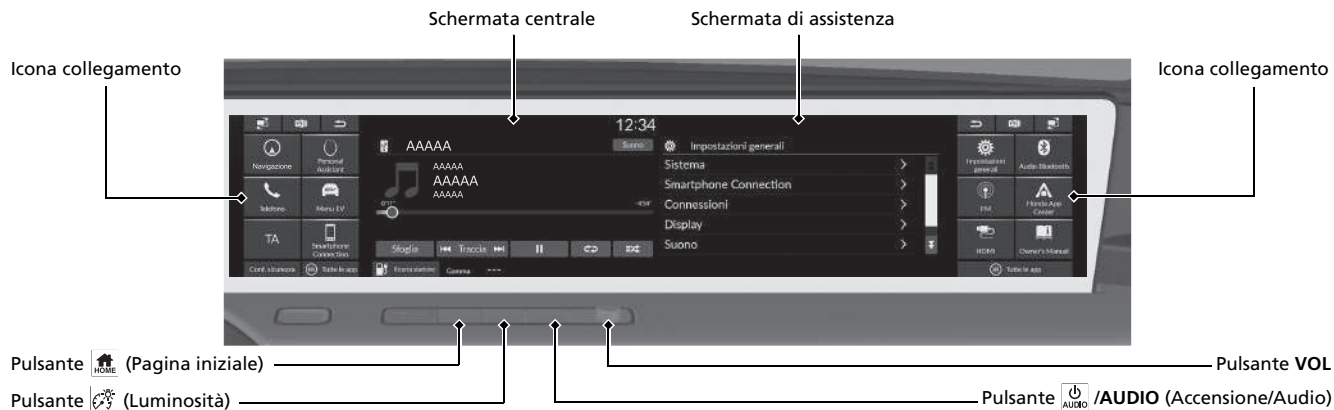 Schermata centrale
Schermata di assistenza
Icona collegamento
Icona collegamento
12:34
Navigazione
Personal Assistant
Telefono
Menu EV
TA
Smartphone Connection
Tutte le app
AAAAA
Suono
AAAAA
AAAAA
AAAAA
Sfoglia
Traccia
Gamma: ---
Impostazioni generali
Sistema
Smartphone Connection
Connessioni
Display
Suono
Impostazioni generali
Audio Bluetooth
FM
Honda App Center
HDMI
Owner's Manual
Tutte le app
Pulsante HOME (Pagina iniziale)
Pulsante VOL
Pulsante (Luminosità)
Pulsante AUDIO /AUDIO (Accensione/Audio)